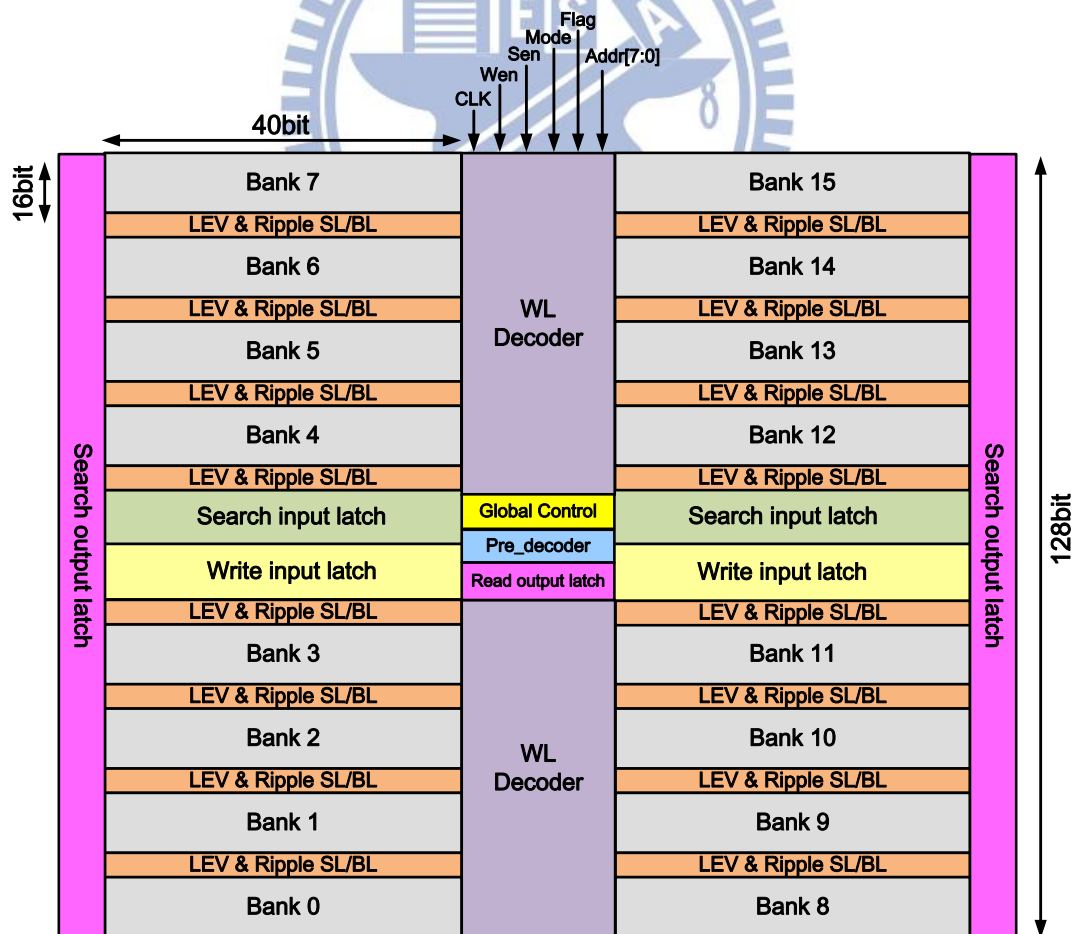 Flag
Mode
Sen
Addr[7:0]
Wen
CLK
40bit
16bit
Bank 7
Bank 15
LEV & Ripple SL/BL
LEV & Ripple SL/BL
Bank 6
Bank 14
LEV & Ripple SL/BL
LEV & Ripple SL/BL
WL
Decoder
Bank 5
Bank 13
LEV & Ripple SL/BL
LEV & Ripple SL/BL
Bank 4
Bank 12
LEV & Ripple SL/BL
LEV & Ripple SL/BL
Search output latch
Search input latch
Global Control
Search input latch
Search output latch
128bit
Pre_decoder
Write input latch
Read output latch
Write input latch
LEV & Ripple SL/BL
LEV & Ripple SL/BL
Bank 3
Bank 11
LEV & Ripple SL/BL
LEV & Ripple SL/BL
Bank 2
Bank 10
WL
Decoder
LEV & Ripple SL/BL
LEV & Ripple SL/BL
Bank 1
Bank 9
LEV & Ripple SL/BL
LEV & Ripple SL/BL
Bank 0
Bank 8